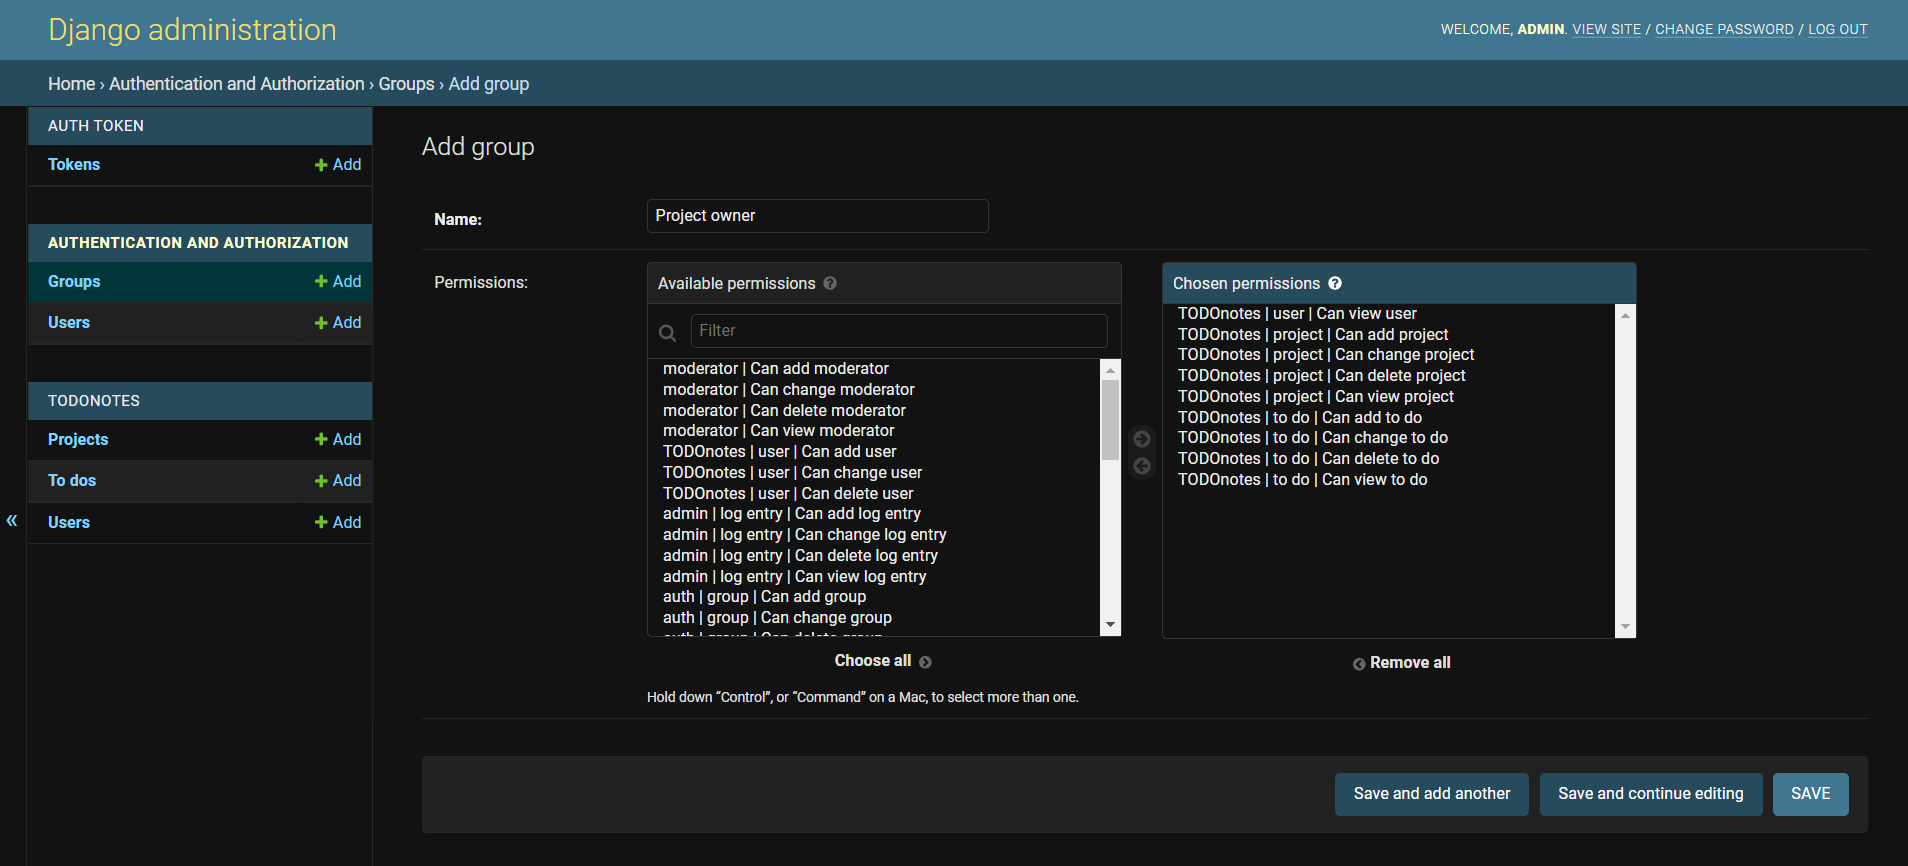 Django administration
WELCOME, ADMIN. VIEW SITE / CHANGE PASSWORD / LOG OUT
Home › Authentication and Authorization › Groups › Add group
AUTH TOKEN
Tokens
Add
AUTHENTICATION AND AUTHORIZATION
Groups
Add
Users
Add
TODONOTES
Projects
Add
To dos
Add
Users
Add
«
Add group
Name:
Project owner
Permissions:
Available permissions ?
Filter
moderator | Can add moderator
moderator | Can change moderator
moderator | Can delete moderator
moderator | Can view moderator
TODOnotes | user | Can add user
TODOnotes | user | Can change user
TODOnotes | user | Can delete user
admin | log entry | Can add log entry
admin | log entry | Can change log entry
admin | log entry | Can delete log entry
admin | log entry | Can view log entry
auth | group | Can add group
auth | group | Can change group
auth | group | Can delete group
Choose all
Hold down “Control”, or “Command” on a Mac, to select more than one.
Chosen permissions ?
TODOnotes | user | Can view user
TODOnotes | project | Can add project
TODOnotes | project | Can change project
TODOnotes | project | Can delete project
TODOnotes | project | Can view project
TODOnotes | to do | Can add to do
TODOnotes | to do | Can change to do
TODOnotes | to do | Can delete to do
TODOnotes | to do | Can view to do
Remove all
Save and add another
Save and continue editing
SAVE